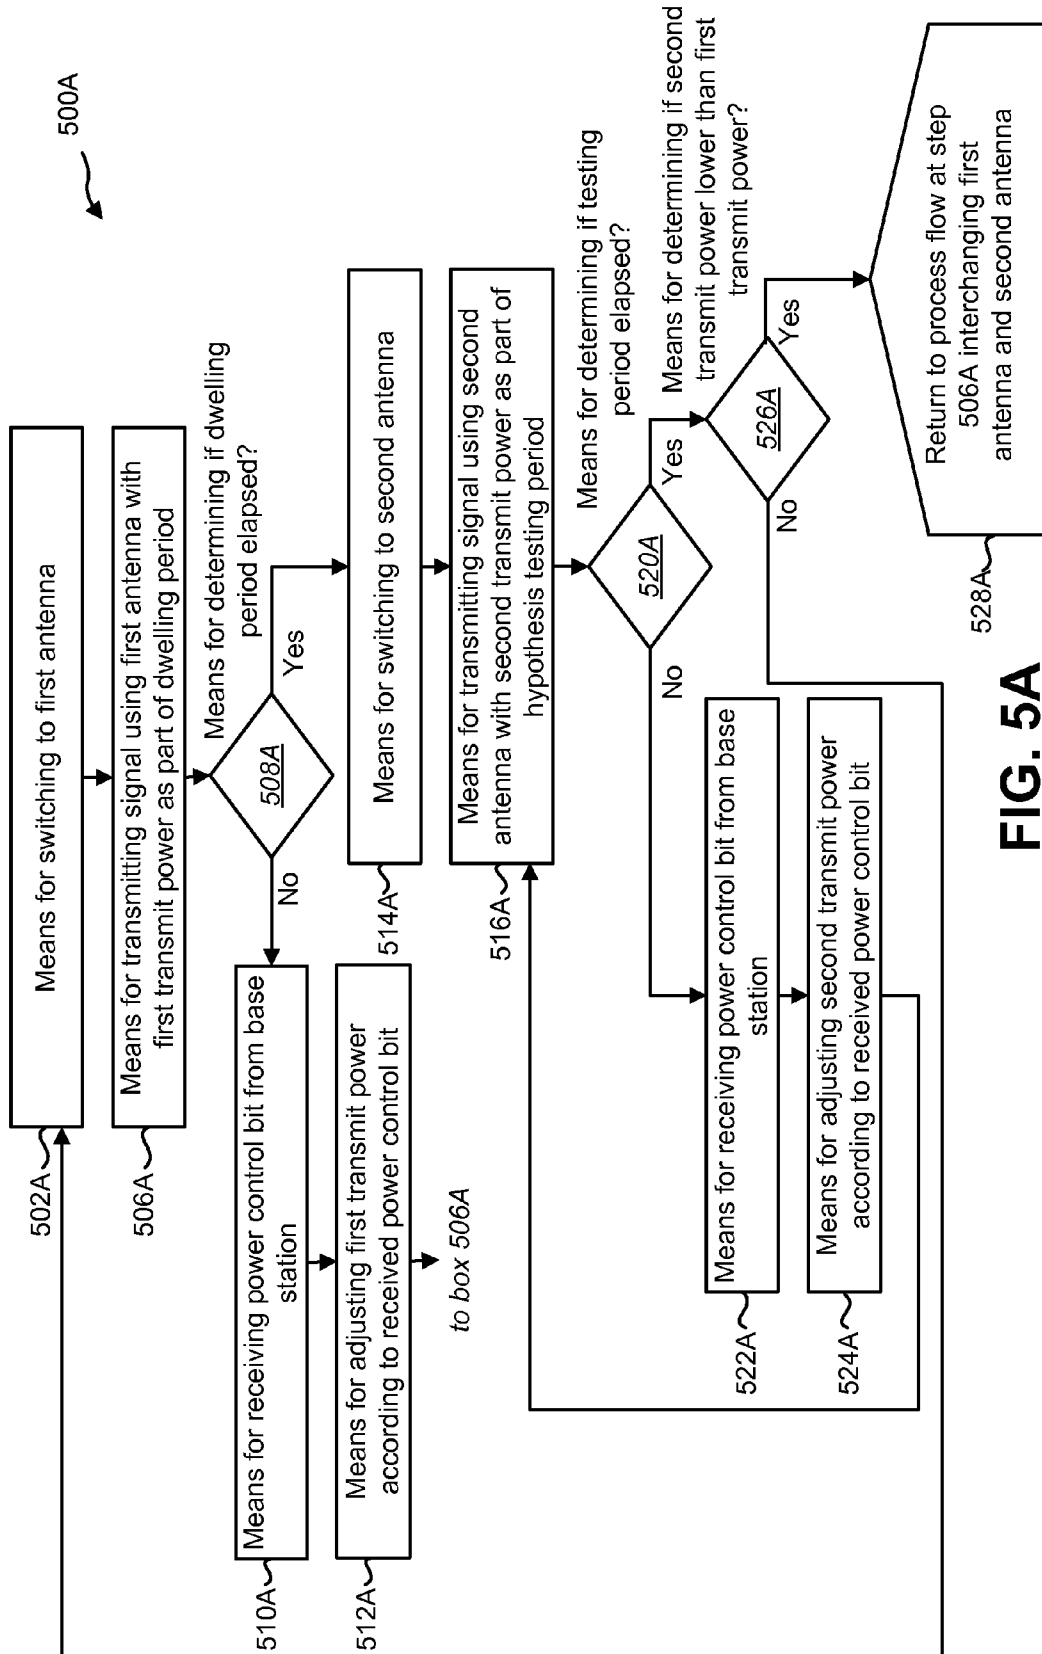 500A
Means for switching to first antenna
502A
Means for transmitting signal using first antenna with
first transmit power as part of dwelling period
506A
Means for determining if dwelling
period elapsed?
508A
No
Yes
Means for receiving power control bit from base
station
510A
Means for adjusting first transmit power
according to received power control bit
512A
to box 506A
Means for switching to second antenna
514A
Means for transmitting signal using second
antenna with second transmit power as part of
hypothesis testing period
516A
Means for determining if testing
period elapsed?
520A
No
Yes
Means for receiving power control bit from base
station
522A
Means for adjusting second transmit power
according to received power control bit
524A
Means for determining if second
transmit power lower than first
transmit power?
526A
No
Yes
Return to process flow at step
506A interchanging first
antenna and second antenna
528A
FIG. 5A